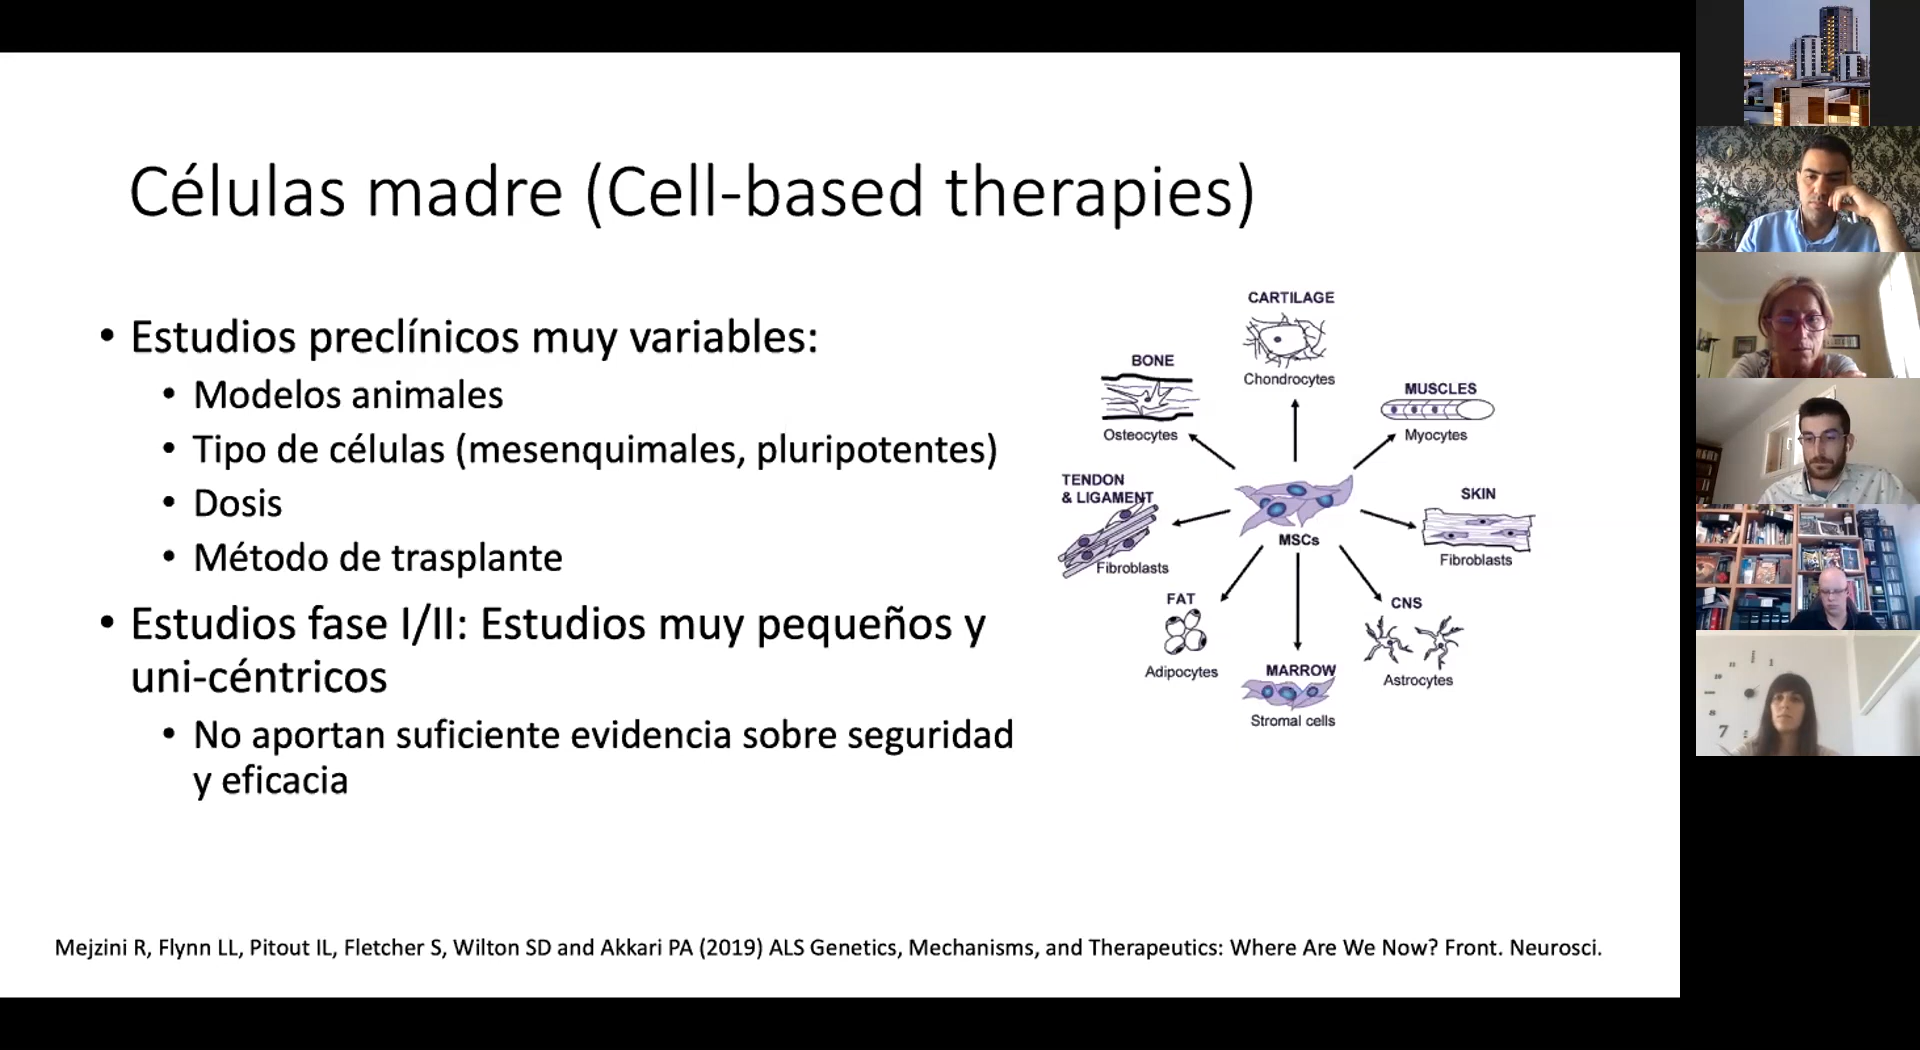 Células madre (Cell-based therapies)
• Estudios preclínicos muy variables:
• Modelos animales
• Tipo de células (mesenquimales, pluripotentes)
• Dosis
• Método de trasplante
• Estudios fase I/II: Estudios muy pequeños y
uni-céntricos
• No aportan suficiente evidencia sobre seguridad
y eficacia
CARTILAGE
Chondrocytes
BONE
Osteocytes
MUSCLES
Myocytes
TENDON
& LIGAMENT
Fibroblasts
MSCs
SKIN
Fibroblasts
FAT
Adipocytes
MARROW
Stromal cells
CNS
Astrocytes
Mejzini R, Flynn LL, Pitout IL, Fletcher S, Wilton SD and Akkari PA (2019) ALS Genetics, Mechanisms, and Therapeutics: Where Are We Now? Front. Neurosci.